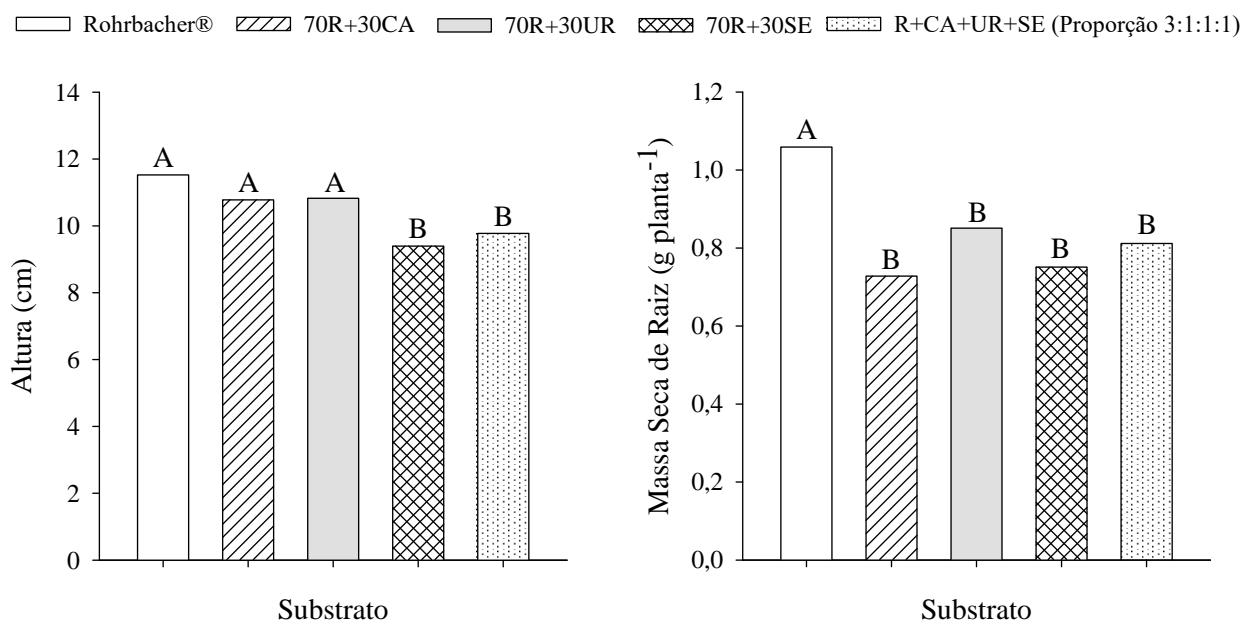 Rohrbacher® 70R+30CA 70R+30UR 70R+30SE R+CA+UR+SE (Proporção 3:1:1:1)
Altura (cm)
14
12
10
8
6
4
2
0
A A A B B
Substrato
Massa Seca de Raiz (g planta⁻¹)
1,2
1,0
0,8
0,6
0,4
0,2
0,0
A B B B B
Substrato